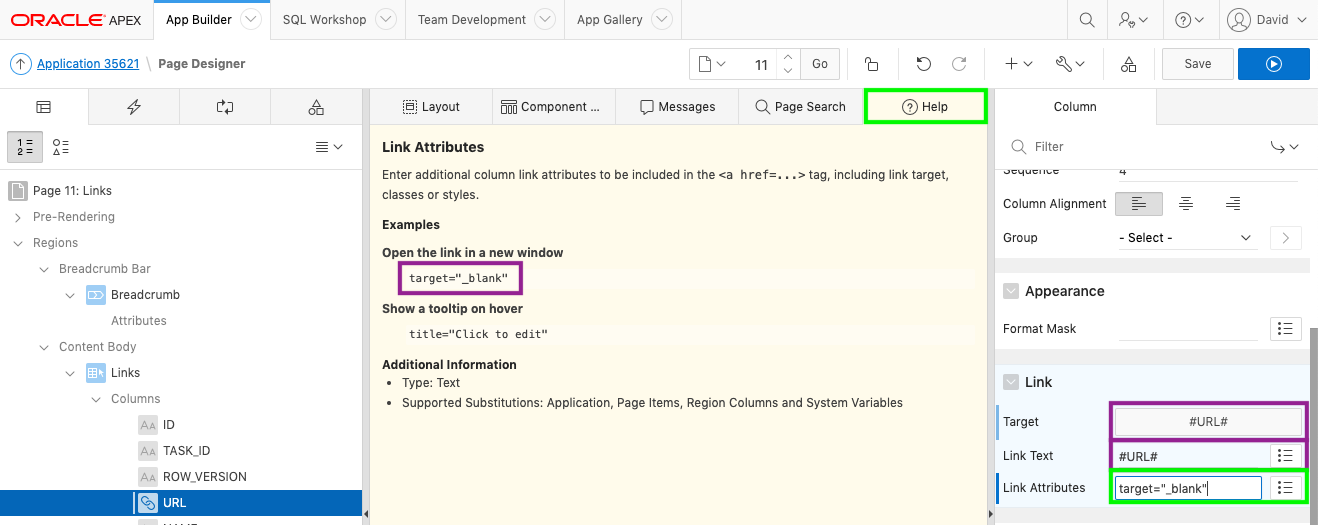 ORACLE APEX App Builder SQL Workshop Team Development App Gallery David
Application 35621 \ Page Designer 11 Go Save
Layout Component ... Messages Page Search Help Column
1 2 Filter
Page 11: Links
Pre-Rendering
Regions
Breadcrumb Bar
Breadcrumb
Attributes
Content Body
Links
Columns
AA ID
AA TASK_ID
AA ROW_VERSION
URL
Link Attributes
Enter additional column link attributes to be included in the <a href=...> tag, including link target,
classes or styles.
Examples
Open the link in a new window
target="_blank"
Show a tooltip on hover
title="Click to edit"
Additional Information
• Type: Text
• Supported Substitutions: Application, Page Items, Region Columns and System Variables
Sequence 4
Column Alignment
Group - Select -
Appearance
Format Mask
Link
Target #URL#
Link Text #URL#
Link Attributes target="_blank"